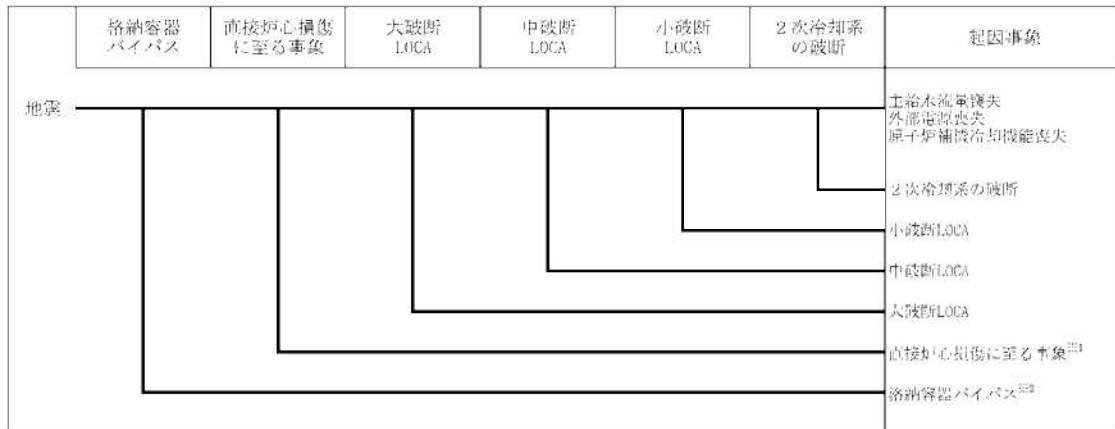 格納容器
バイパス
直接炉心損傷
に至る事象
大破断
LOCA
中破断
LOCA
小破断
LOCA
2次冷却系
の破断
起因事象
地震
主給水流量喪失
外部電源喪失
原子炉補機冷却機能喪失
2次冷却系の破断
小破断LOCA
中破断LOCA
大破断LOCA
直接炉心損傷に至る事象※1
格納容器バイパス※2